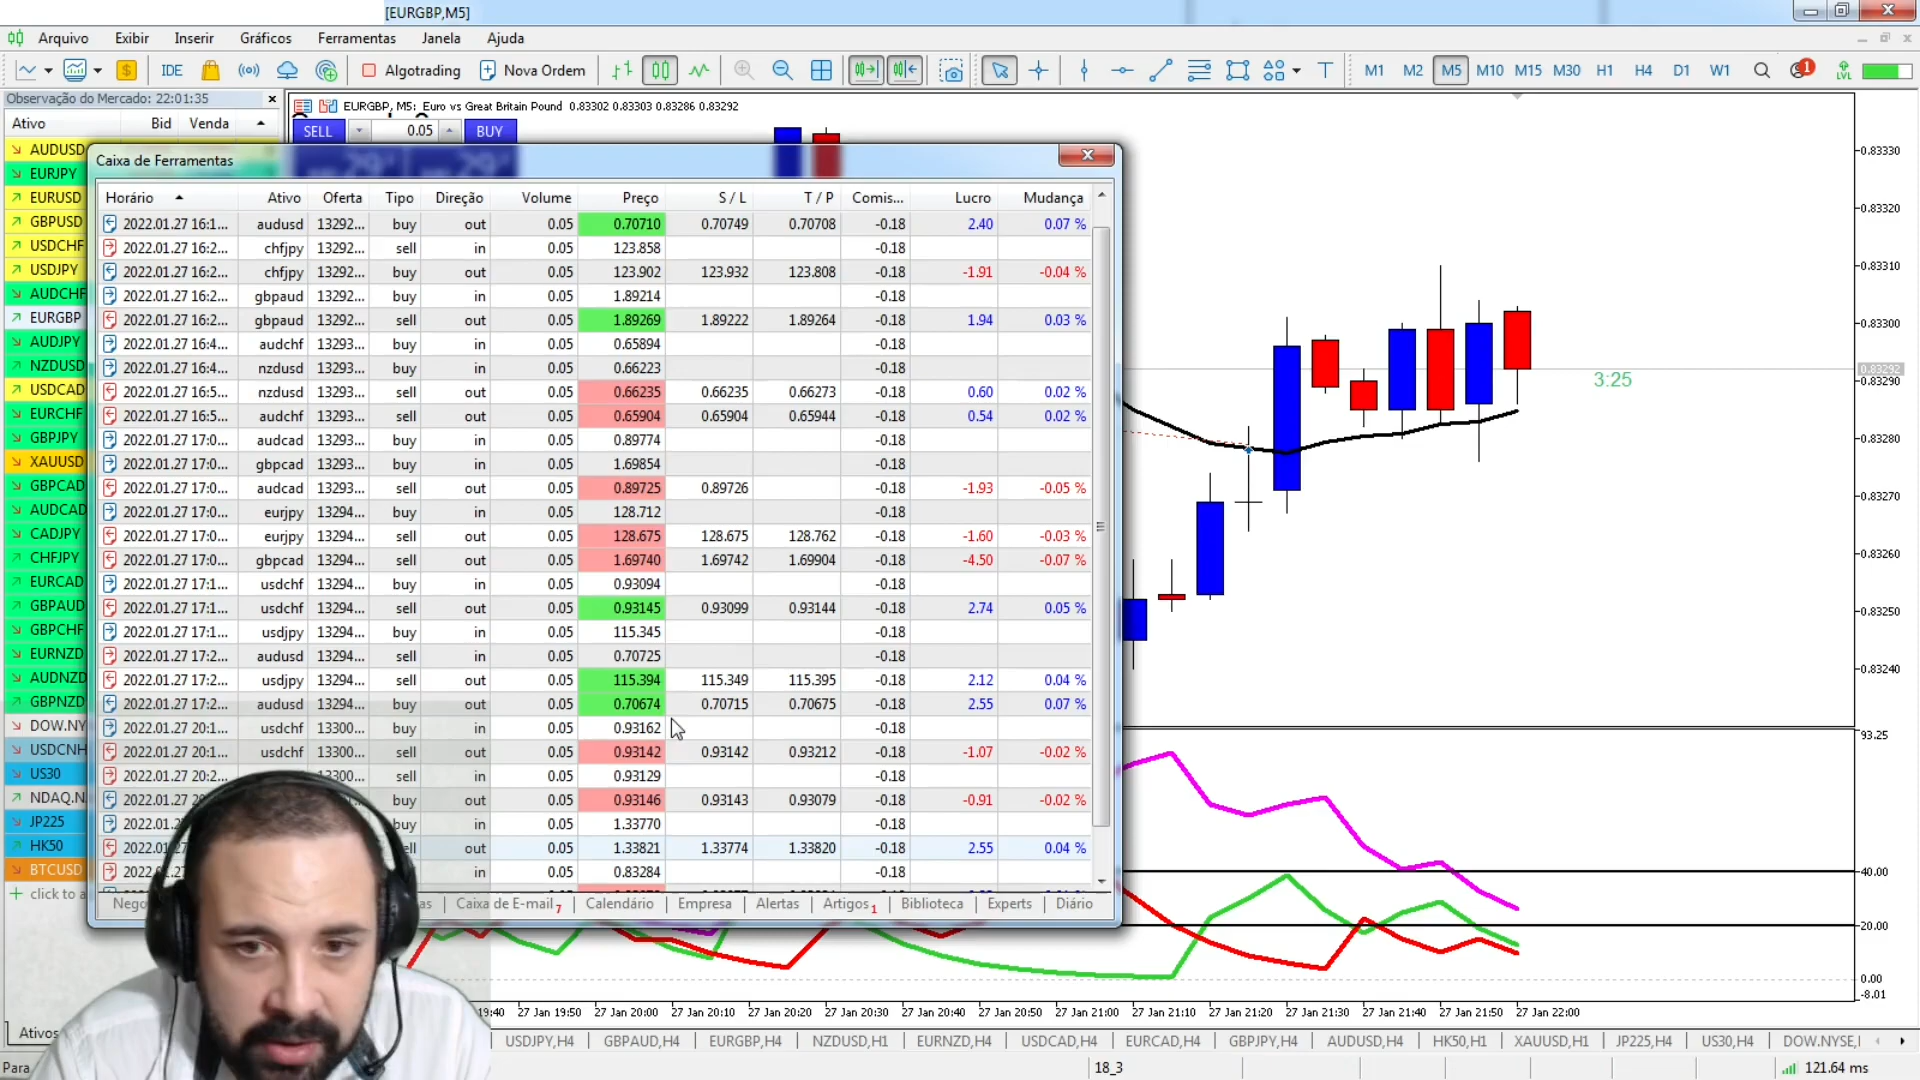 [EURGBP,M5]
Arquivo Exibir Inserir Gráficos Ferramentas Janela Ajuda
IDE Algotrading Nova Ordem M1 M2 M5 M10 M15 M30 H1 H4 D1 W1 1 LVL
Observação do Mercado: 22:01:35
Ativo Bid Venda
AUDUSD
EURJPY
EURUSD
GBPUSD
USDCHF
USDJPY
AUDCHF
EURGBP
AUDJPY
NZDUSD
USDCAD
EURCHF
GBPJPY
XAUUSD
GBPCAD
AUDCAD
CADJPY
CHFJPY
EURCAD
GBPAUD
GBPCHF
EURNZD
AUDNZD
GBPNZD
DOW.NY
USDCNH
US30
NDAQ.N
JP225
HK50
BTCUSD
click to a
Ativos
Para
EURGBP, M5: Euro vs Great Britain Pound 0.83302 0.83303 0.83286 0.83292
SELL 0.05 BUY
Caixa de Ferramentas
Horário Ativo Oferta Tipo Direção Volume Preço S / L T / P Comis... Lucro Mudança
2022.01.27 16:1... audusd 13292... buy out 0.05 0.70710 0.70749 0.70708 -0.18 2.40 0.07 %
2022.01.27 16:2... chfjpy 13292... sell in 0.05 123.858 -0.18
2022.01.27 16:2... chfjpy 13292... buy out 0.05 123.902 123.932 123.808 -0.18 -1.91 -0.04 %
2022.01.27 16:2... gbpaud 13292... buy in 0.05 1.89214 -0.18
2022.01.27 16:2... gbpaud 13292... sell out 0.05 1.89269 1.89222 1.89264 -0.18 1.94 0.03 %
2022.01.27 16:4... audchf 13292... buy in 0.05 0.65894 -0.18
2022.01.27 16:4... nzdusd 13292... buy in 0.05 0.66223 -0.18
2022.01.27 16:5... nzdusd 13293... sell out 0.05 0.66235 0.66235 0.66273 -0.18 0.60 0.02 %
2022.01.27 16:5... audchf 13293... sell out 0.05 0.65904 0.65904 0.65944 -0.18 0.54 0.02 %
2022.01.27 17:0... audcad 13293... buy in 0.05 0.89774 -0.18
2022.01.27 17:0... gbpcad 13293... buy in 0.05 1.69854 -0.18
2022.01.27 17:0... audcad 13293... sell out 0.05 0.89725 0.89726 -0.18 -1.93 -0.05 %
2022.01.27 17:0... eurjpy 13293... buy in 0.05 128.712 -0.18
2022.01.27 17:0... eurjpy 13294... sell out 0.05 128.675 128.675 128.762 -0.18 -1.60 -0.03 %
2022.01.27 17:0... gbpcad 13294... sell out 0.05 1.69740 1.69742 1.69904 -0.18 -4.50 -0.07 %
2022.01.27 17:1... usdchf 13294... buy in 0.05 0.93094 -0.18
2022.01.27 17:1... usdchf 13294... sell out 0.05 0.93145 0.93099 0.93144 -0.18 2.74 0.05 %
2022.01.27 17:1... usdjpy 13294... buy in 0.05 115.345 -0.18
2022.01.27 17:2... audusd 13294... sell in 0.05 0.70725 -0.18
2022.01.27 17:2... usdjpy 13294... sell out 0.05 115.394 115.349 115.395 -0.18 2.12 0.04 %
2022.01.27 17:2... audusd 13294... buy out 0.05 0.70674 0.70715 0.70675 -0.18 2.55 0.07 %
2022.01.27 20:1... usdchf 13300... buy in 0.05 0.93162 -0.18
2022.01.27 20:1... usdchf 13300... sell out 0.05 0.93142 0.93142 0.93212 -0.18 -1.07 -0.02 %
2022.01.27 20:2... sell in 0.05 0.93129 -0.18
2022.01.27 buy out 0.05 0.93146 0.93143 0.93079 -0.18 -0.91 -0.02 %
2022.01.2 buy in 0.05 1.33770 -0.18
out 0.05 1.33821 1.33774 1.33820 -0.18 2.55 0.04 %
in 0.05 0.83284 -0.18
Caixa de E-mail 7 Calendário Empresa Alertas Artigos 1 Biblioteca Experts Diário
3:25
0.83330
0.83320
0.83310
0.83300
0.83292
0.83290
0.83280
0.83270
0.83260
0.83250
0.83240
93.25
40.00
20.00
0.00
-8.01
19:40 27 Jan 19:50 27 Jan 20:00 27 Jan 20:10 27 Jan 20:20 27 Jan 20:30 27 Jan 20:40 27 Jan 20:50 27 Jan 21:00 27 Jan 21:10 27 Jan 21:20 27 Jan 21:30 27 Jan 21:40 27 Jan 21:50 27 Jan 22:00
USDJPY,H4 GBPAUD,H4 EURGBP,H4 NZDUSD,H1 EURNZD,H4 USDCAD,H4 EURCAD,H4 GBPJPY,H4 AUDUSD,H4 HK50,H1 XAUUSD,H1 JP225,H4 US30,H4 DOW.NYSE,
18_3 121.64 ms